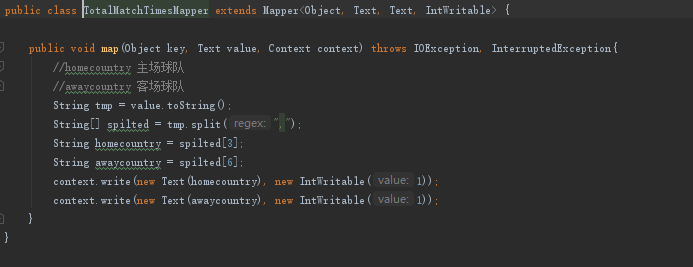 public class TotalMatchTimesMapper extends Mapper<Object, Text, Text, IntWritable> {
public void map(Object key, Text value, Context context) throws IOException, InterruptedException{
//homecountry 主场球队
//awaycountry 客场球队
String tmp = value.toString();
String[] spilted = tmp.split( regex: ",");
String homecountry = spilted[3];
String awaycountry = spilted[6];
context.write(new Text(homecountry), new IntWritable( value: 1));
context.write(new Text(awaycountry), new IntWritable( value: 1));
}
}